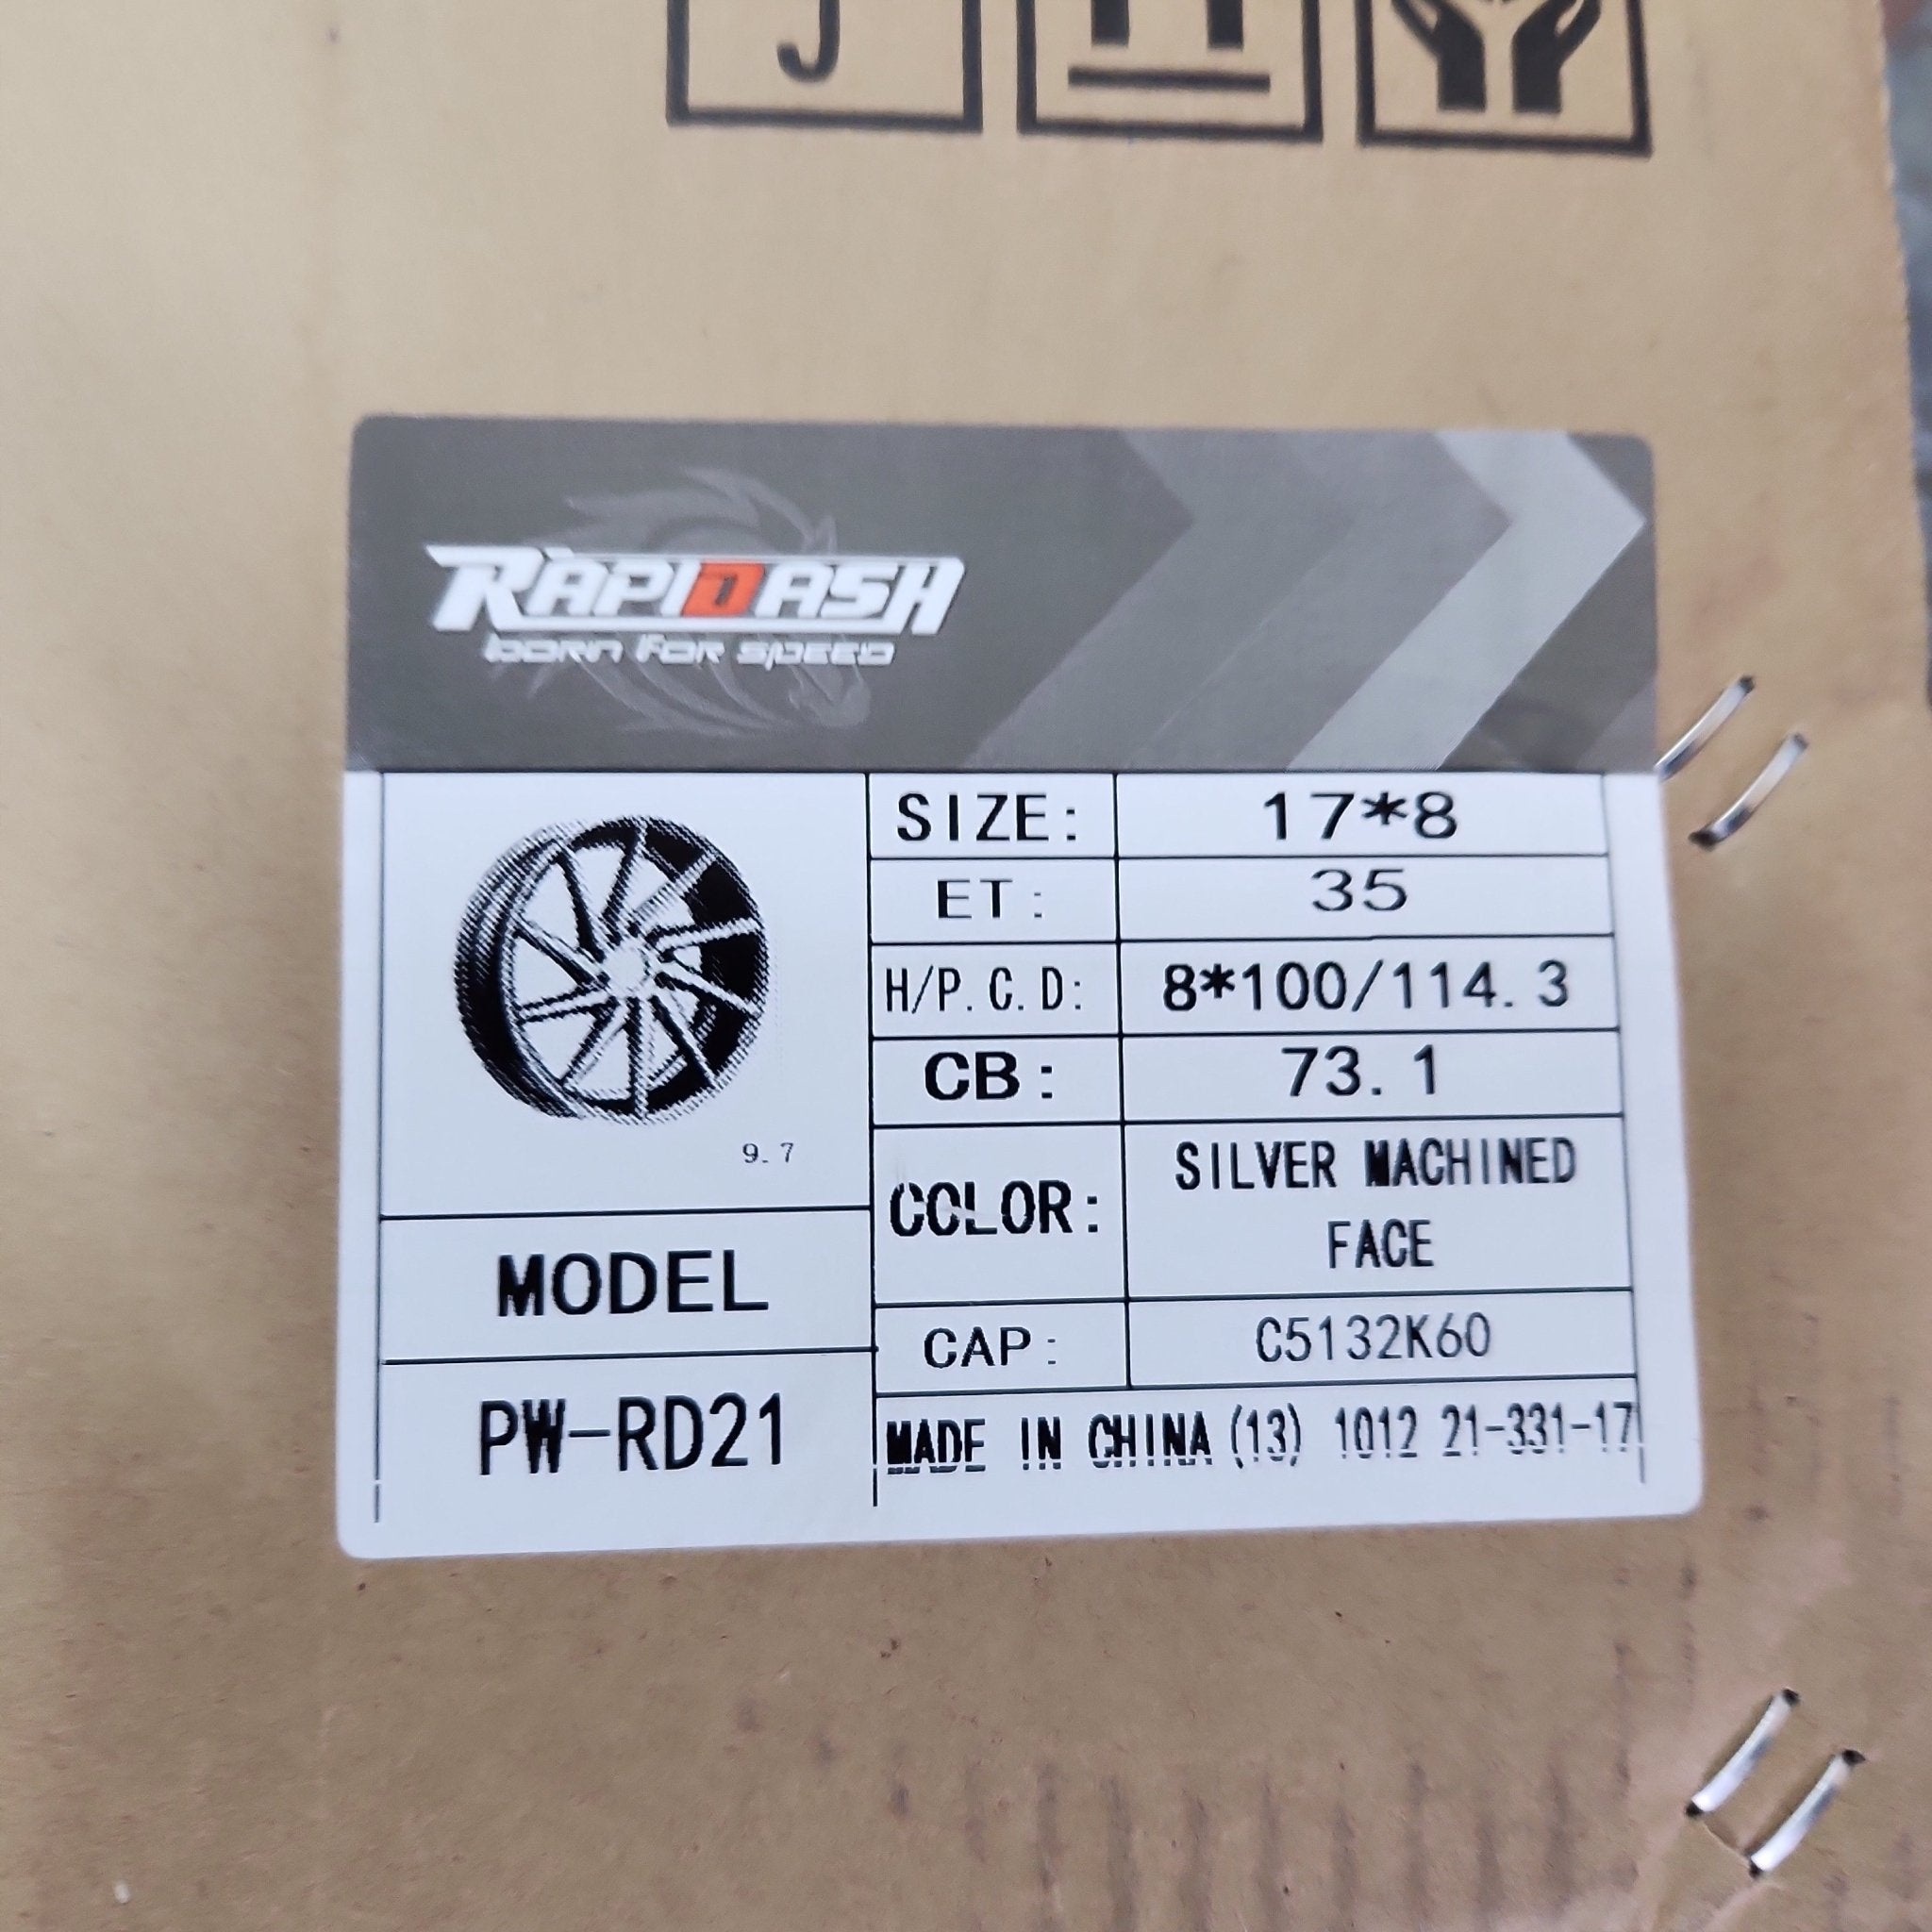 J
RAPIDASH
born For SPEED
SIZE: 17*8
ET: 35
H/P.C.D: 8*100/114.3
CB: 73.1
COLOR: SILVER MACHINED
FACE
CAP: C5132K60
MADE IN CHINA (13) 1012 21-331-17
9.7
MODEL
PW-RD21